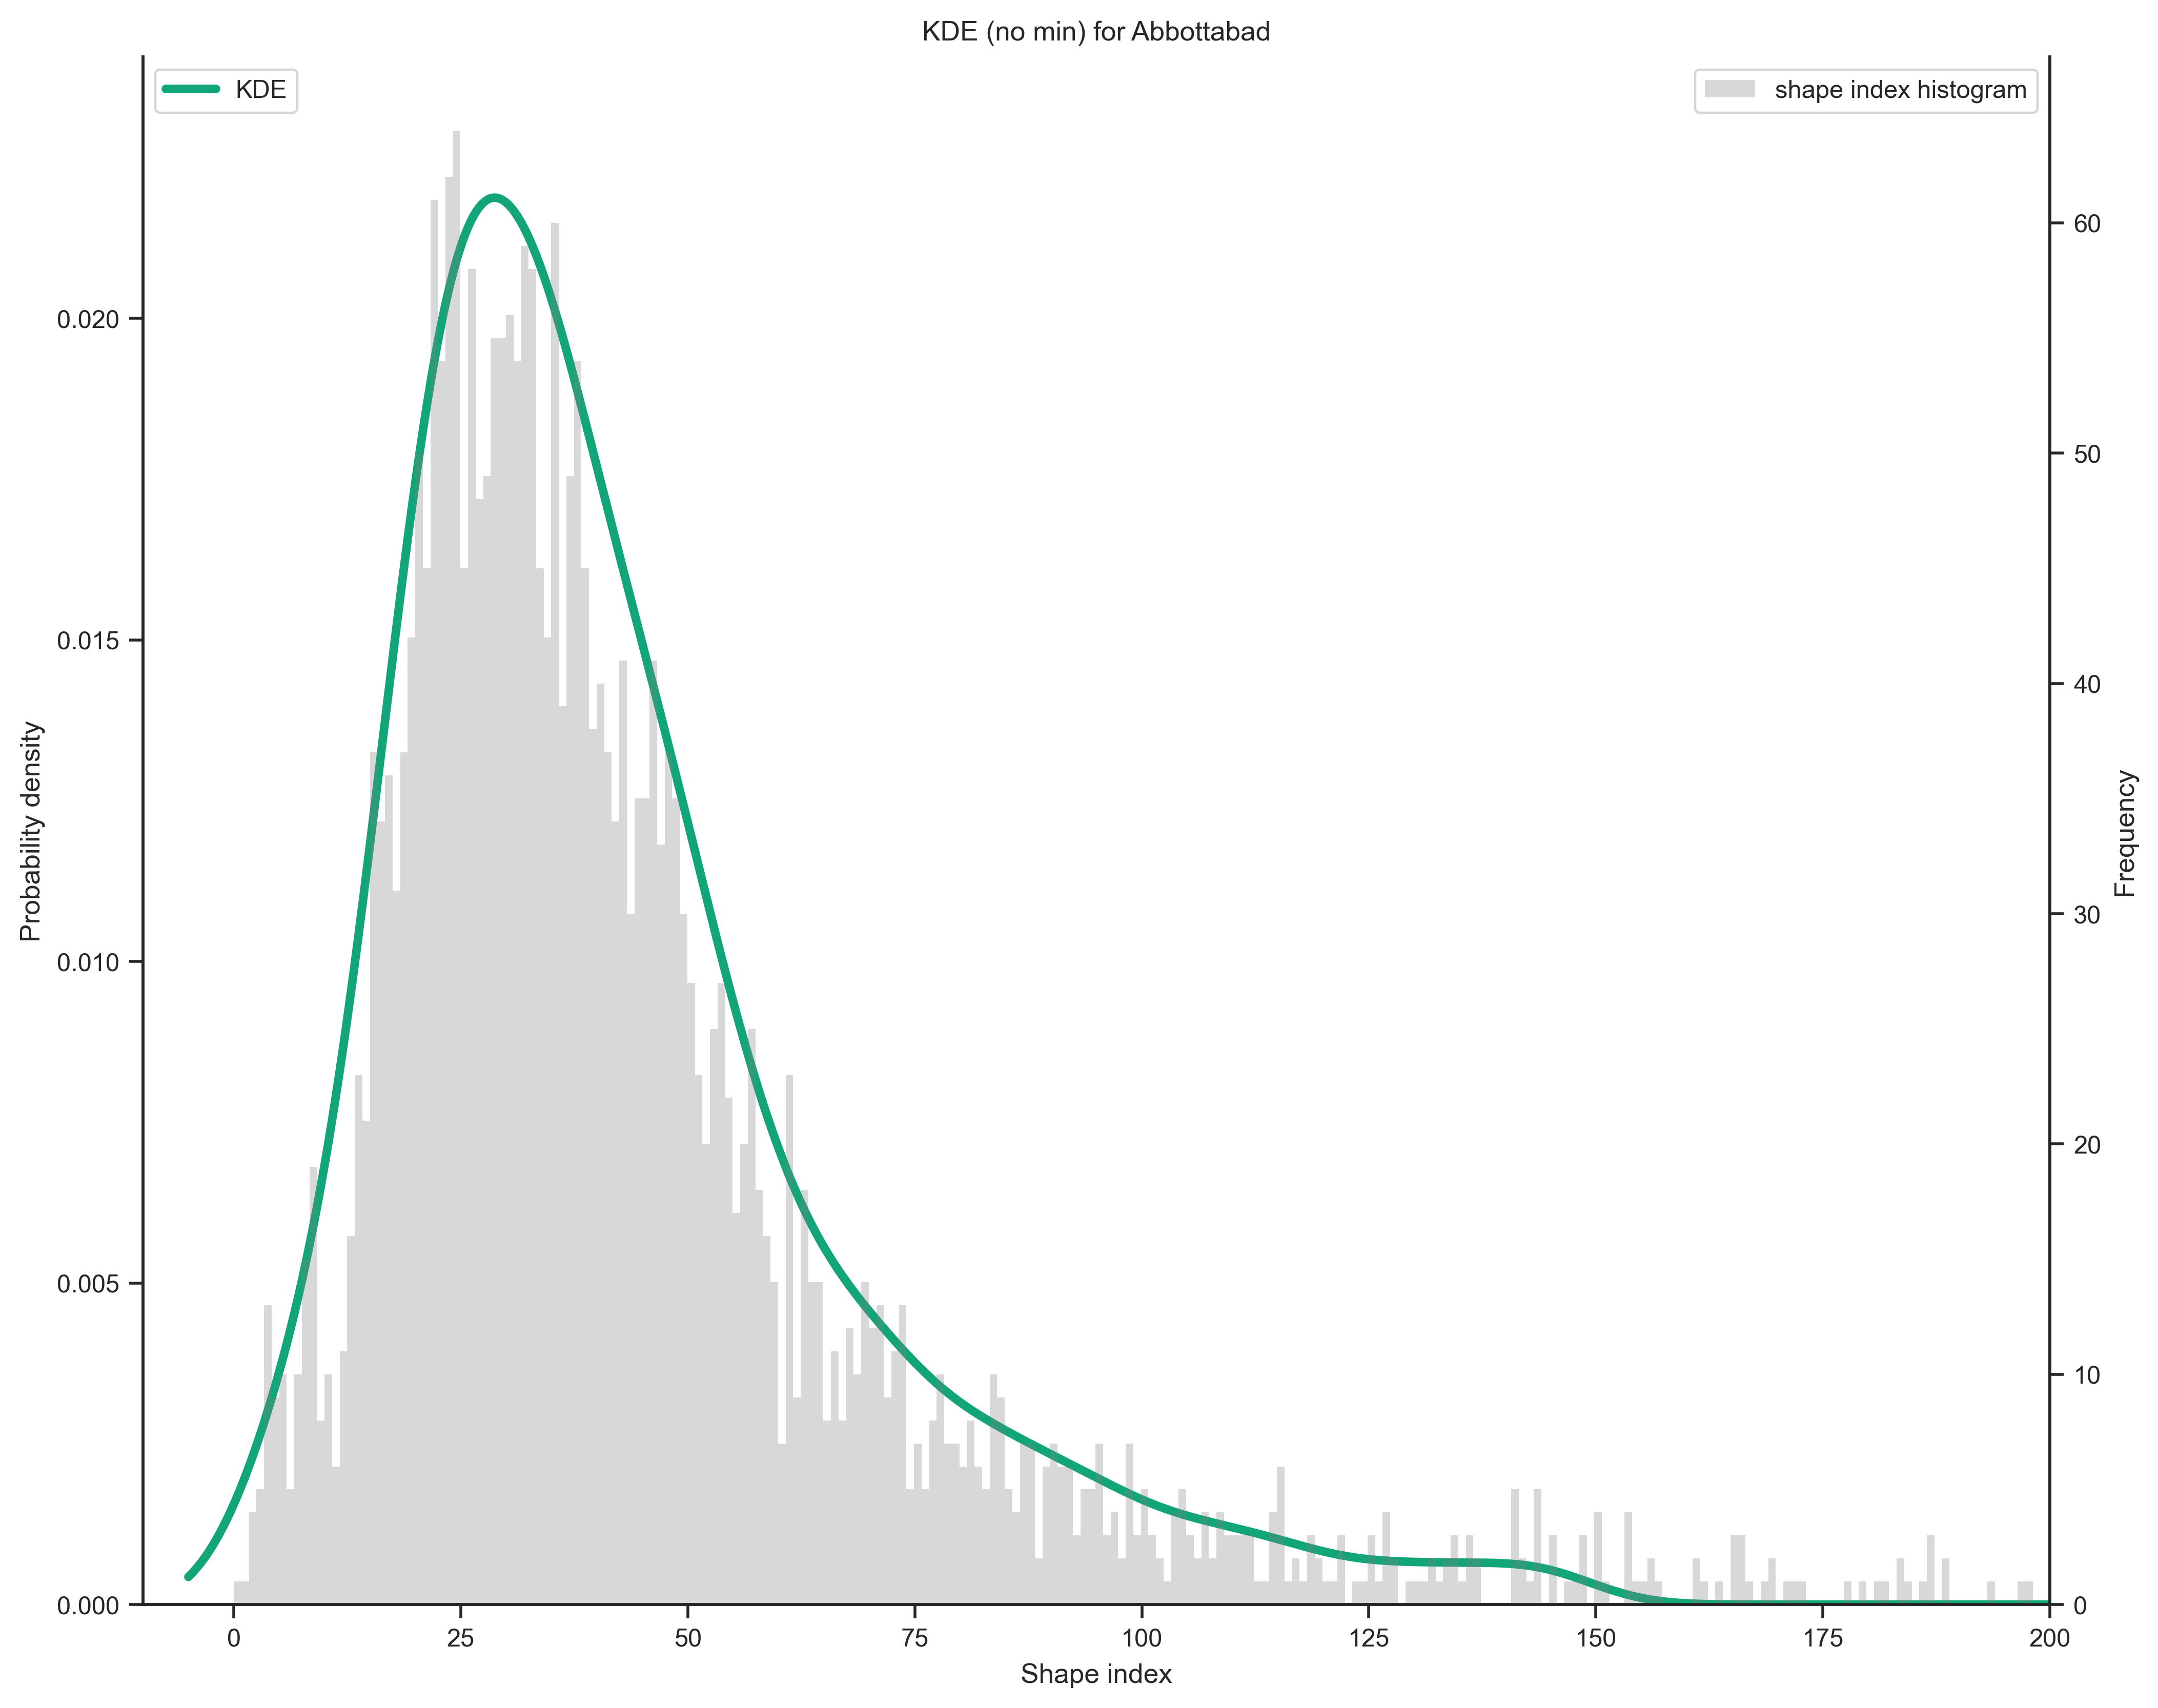 KDE (no min) for Abbottabad
KDE
shape index histogram
Probability density
0.020
0.015
0.010
0.005
0.000
60
50
40
30
20
10
0
Frequency
0 25 50 75 100 125 150 175 200
Shape index